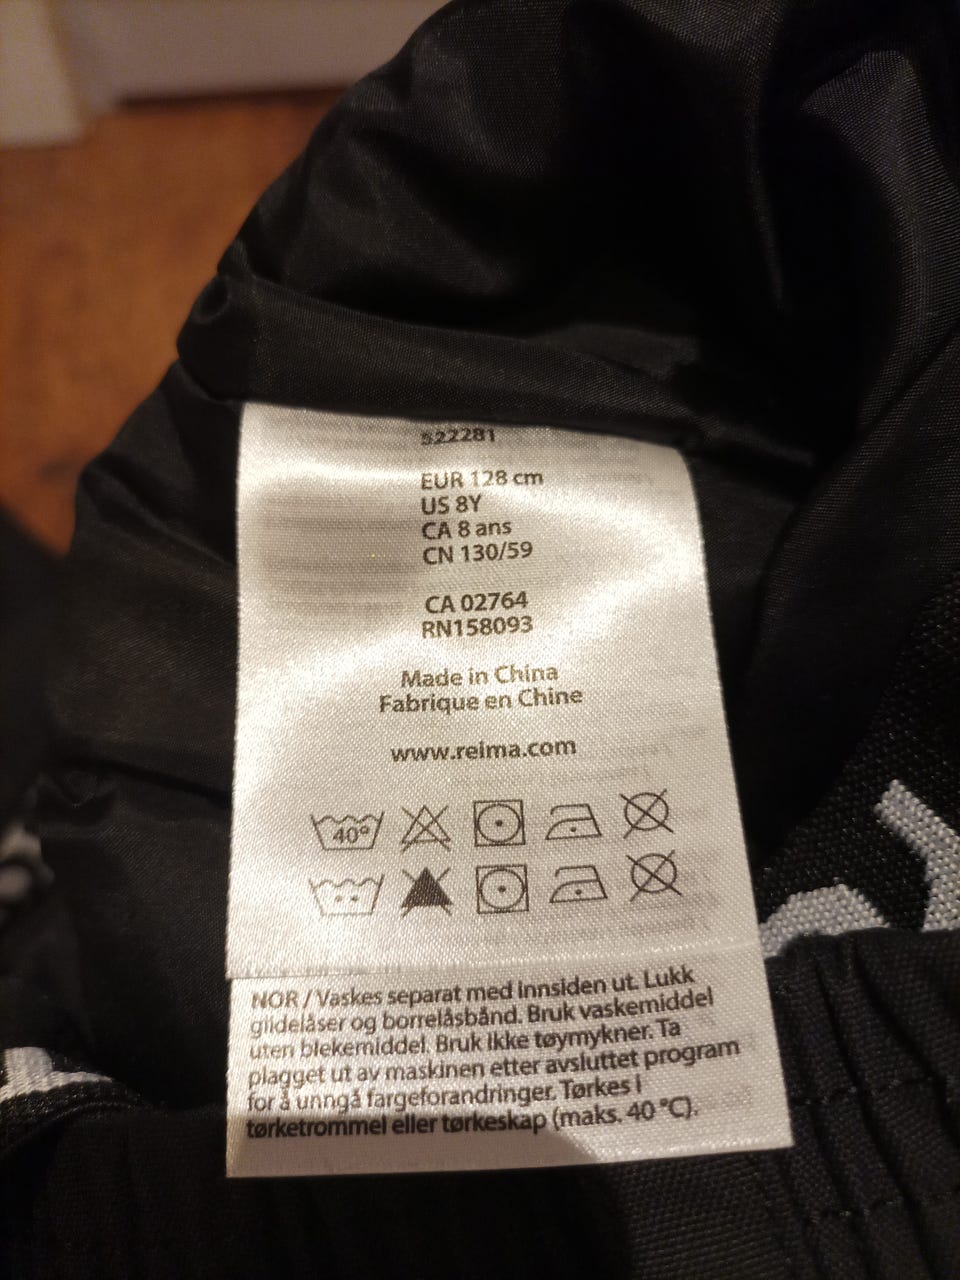 522281
EUR 128 cm
US 8Y
CA 8 ans
CN 130/59
CA 02764
RN158093
Made in China
Fabrique en Chine
www.reima.com
40°
NOR / Vaskes separat med innsiden ut. Lukk
glidelåser og borrelåsbånd. Bruk vaskemiddel
uten blekemiddel. Bruk ikke tøymykner. Ta
plagget ut av maskinen etter avsluttet program
for å unngå fargeforandringer. Tørkes i
tørketrommel eller tørkeskap (maks. 40 °C).